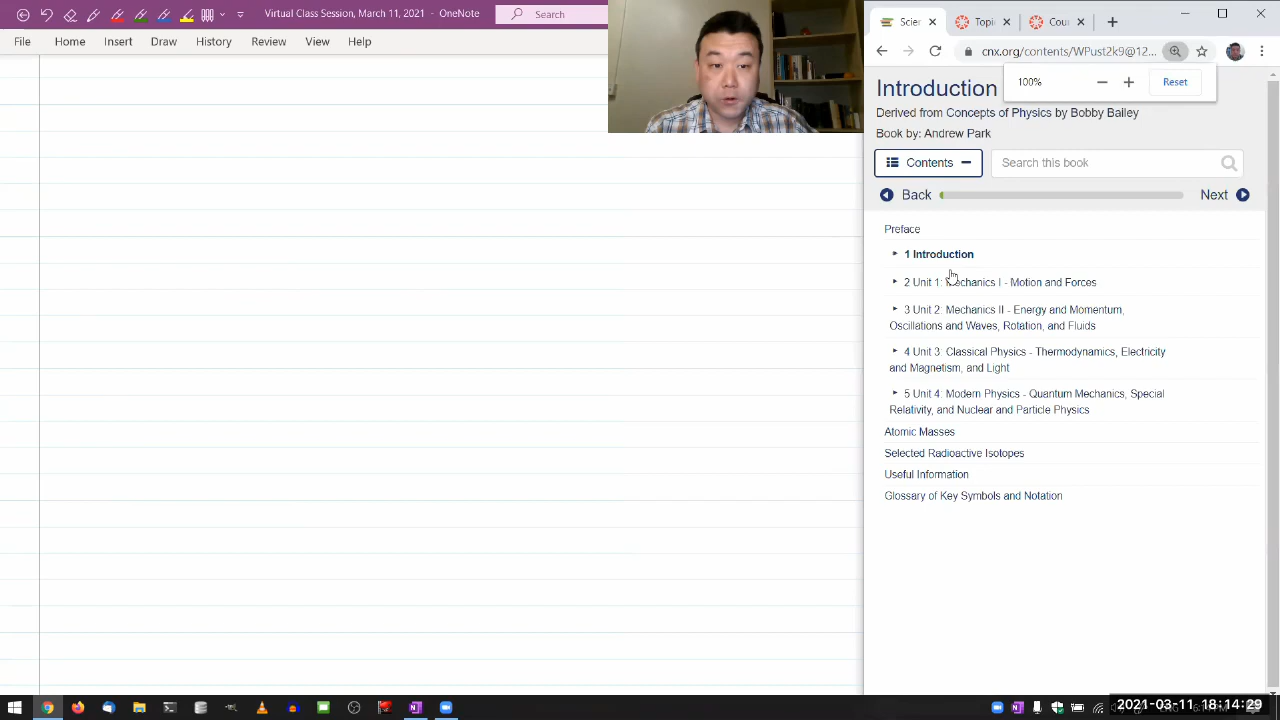 Virtual Class Session, March 11, 2021 - OneNote
Search
File Home Insert Draw History Review View Help
Scien
Topi
Cou
cnx.org/contents/WPust2k9@12...
100%
Reset
Introduction
Derived from Concepts of Physics by Bobby Bailey
Book by: Andrew Park
Contents
Search this book
Back
Next
Preface
1 Introduction
2 Unit 1: Mechanics I - Motion and Forces
3 Unit 2: Mechanics II - Energy and Momentum,
Oscillations and Waves, Rotation, and Fluids
4 Unit 3: Classical Physics - Thermodynamics, Electricity
and Magnetism, and Light
5 Unit 4: Modern Physics - Quantum Mechanics, Special
Relativity, and Nuclear and Particle Physics
Atomic Masses
Selected Radioactive Isotopes
Useful Information
Glossary of Key Symbols and Notation
2021-03-11 18:14:29